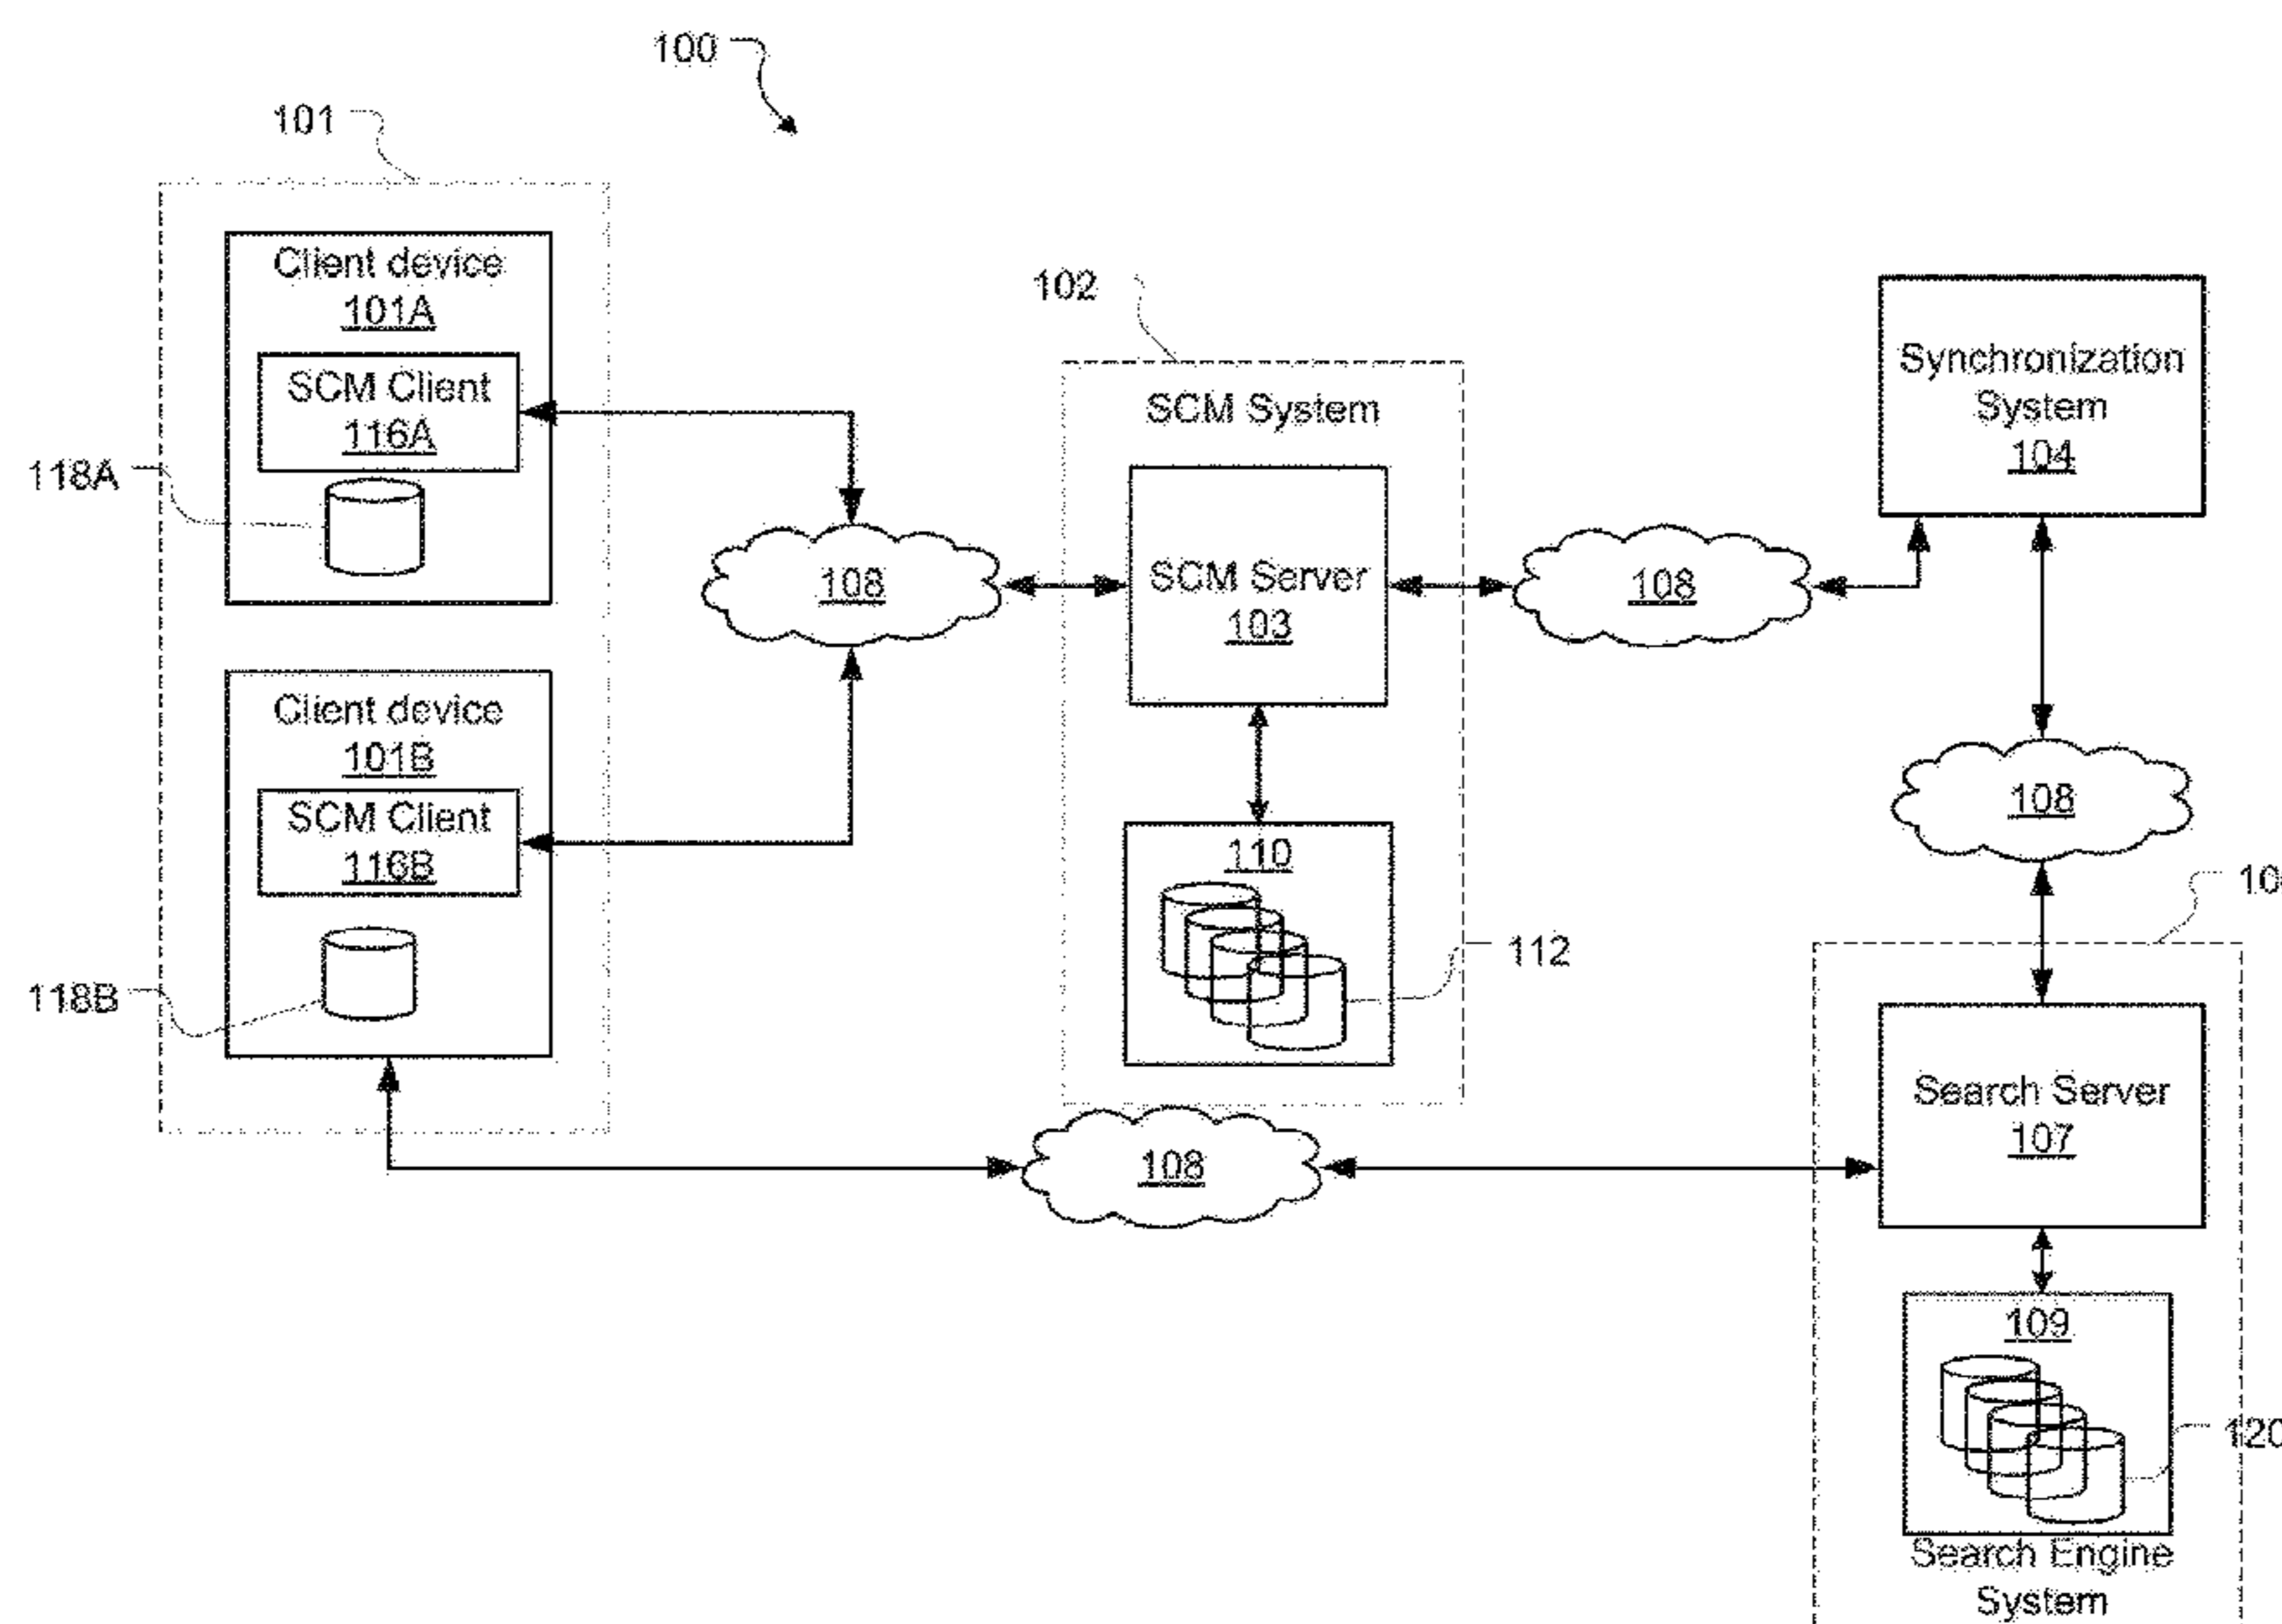 100
101
Client device
101A
SCM Client
116A
118A
102
SCM System
SCM Server
103
108
108
Synchronization
System
104
Client device
101B
SCM Client
116B
118B
110
112
108
108
Search Server
107
109
120
Search Engine
System